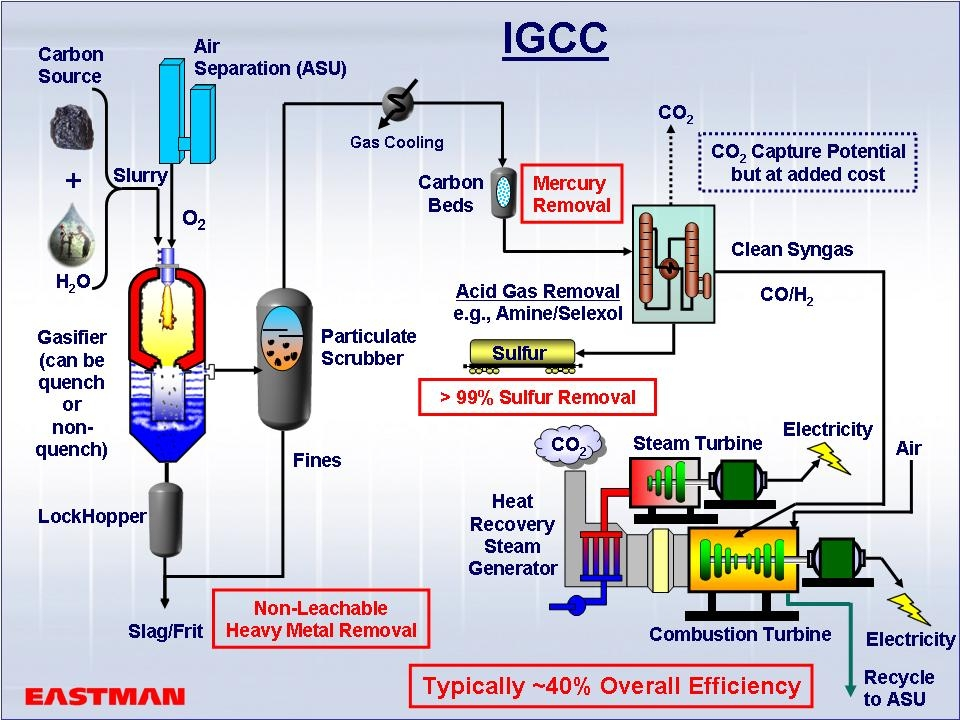 IGCC
Carbon
Source
Air
Separation (ASU)
+
Slurry
O2
H2O
Gas Cooling
Carbon
Beds
Mercury
Removal
CO2
CO2 Capture Potential
but at added cost
Clean Syngas
CO/H2
Acid Gas Removal
e.g., Amine/Selexol
Sulfur
> 99% Sulfur Removal
Gasifier
(can be
quench
or
non-
quench)
Particulate
Scrubber
Fines
LockHopper
Slag/Frit
Non-Leachable
Heavy Metal Removal
CO2
Steam Turbine
Electricity
Air
Heat
Recovery
Steam
Generator
Combustion Turbine
Electricity
Recycle
to ASU
Typically ~40% Overall Efficiency
EASTMAN